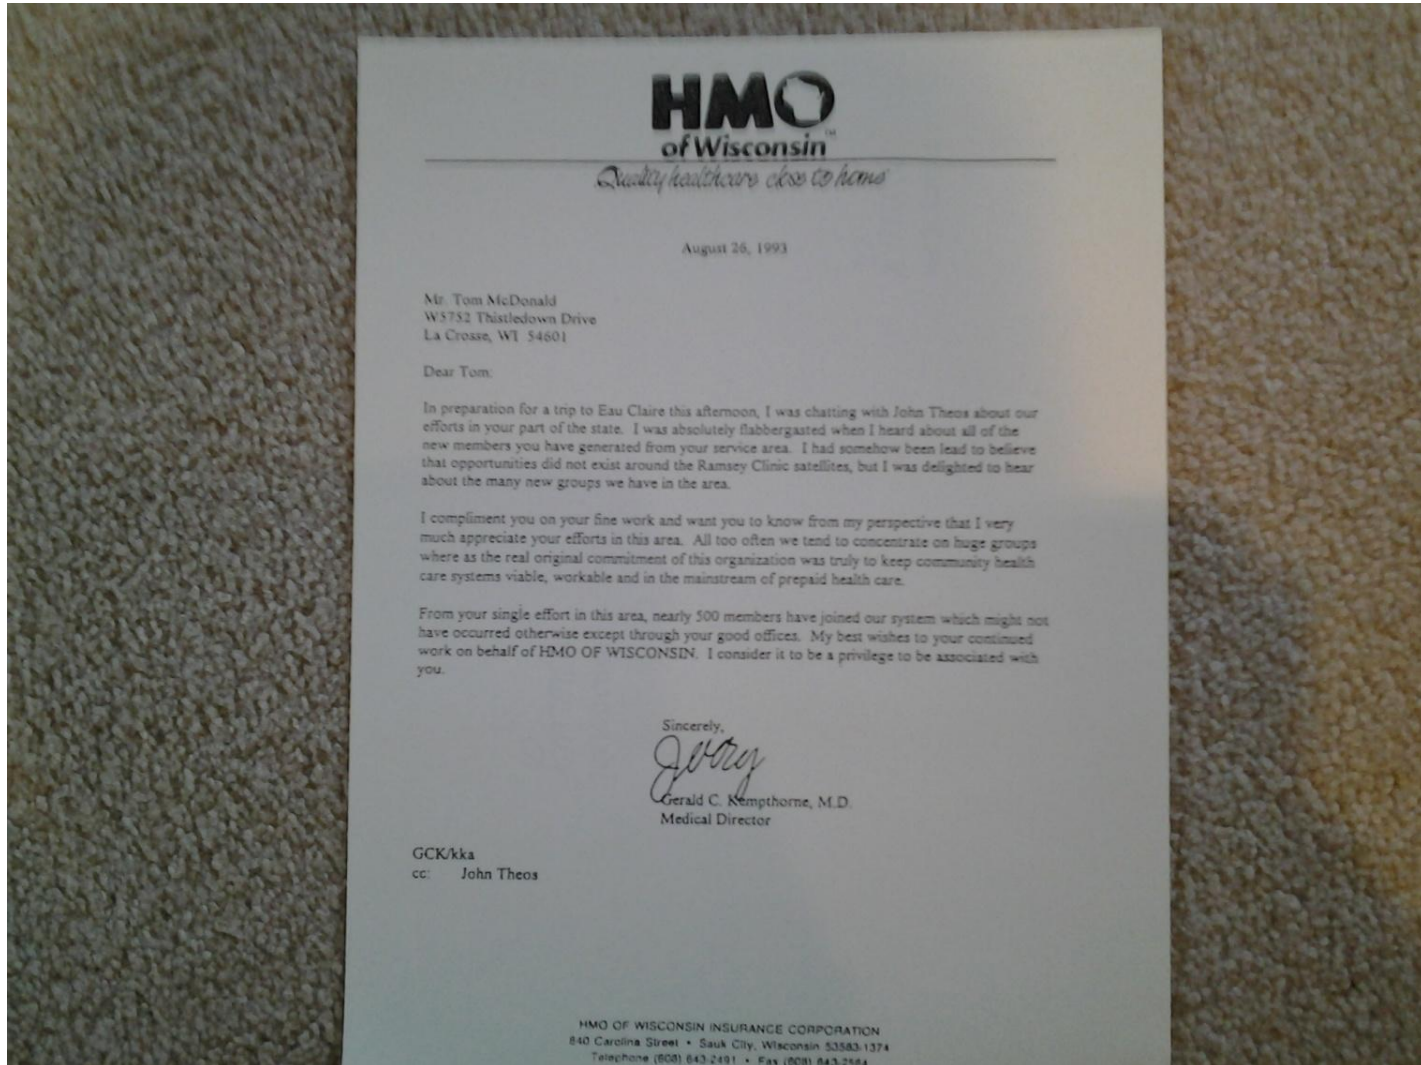 HMO
of Wisconsin™
Quality healthcare close to home
August 26, 1993
Mr. Tom McDonald
W5752 Thistledown Drive
La Crosse, WI 54601
Dear Tom:
In preparation for a trip to Eau Claire this afternoon, I was chatting with John Theos about our
efforts in your part of the state. I was absolutely flabbergasted when I heard about all of the
new members you have generated from your service area. I had somehow been lead to believe
that opportunities did not exist around the Ramsey Clinic satellites, but I was delighted to hear
about the many new groups we have in the area.
I compliment you on your fine work and want you to know from my perspective that I very
much appreciate your efforts in this area. All too often we tend to concentrate on huge groups
where as the real original commitment of this organization was truly to keep community health
care systems viable, workable and in the mainstream of prepaid health care.
From your single effort in this area, nearly 500 members have joined our system which might not
have occurred otherwise except through your good offices. My best wishes to your continued
work on behalf of HMO OF WISCONSIN. I consider it to be a privilege to be associated with
you.
Sincerely,
Jerry
Gerald C. Kempthorne, M.D.
Medical Director
GCK/kka
cc: John Theos
HMO OF WISCONSIN INSURANCE CORPORATION
840 Carolina Street • Sauk City, Wisconsin 53583-1374
Telephone (608) 643-2491 • Fax (608) 643-2564